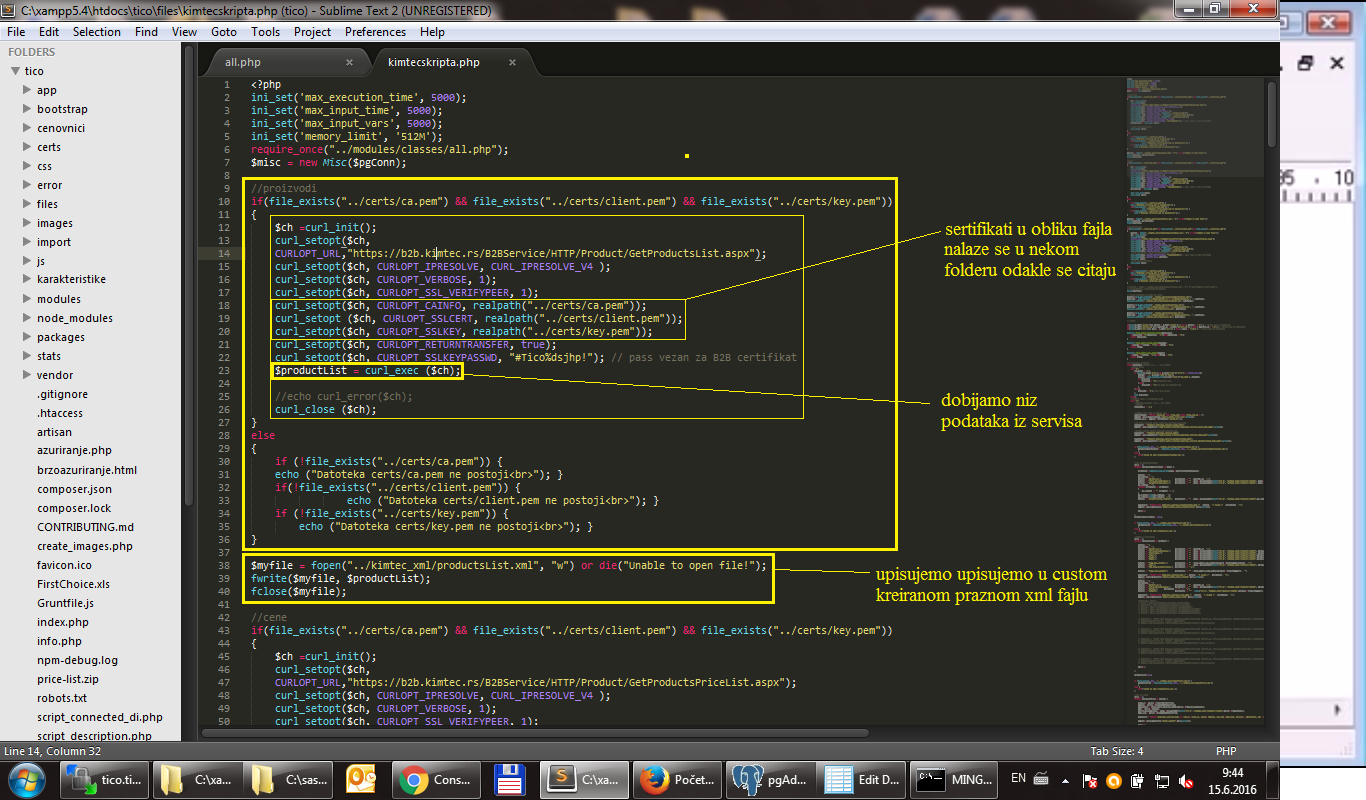 C:\xampp5.4\htdocs\tico\files\kimtecskripta.php (tico) - Sublime Text 2 (UNREGISTERED)
File Edit Selection Find View Goto Tools Project Preferences Help
FOLDERS
tico
app
bootstrap
cenovnici
certs
css
error
files
images
import
js
karakteristike
modules
node_modules
packages
stats
vendor
.gitignore
.htaccess
artisan
azuriranje.php
brzoazuriranje.html
composer.json
composer.lock
CONTRIBUTING.md
create_images.php
favicon.ico
FirstChoice.xls
Gruntfile.js
index.php
info.php
npm-debug.log
price-list.zip
robots.txt
script_connected_di.php
script_description.php
all.php × kimtecskripta.php ×
1 <?php
2 ini_set('max_execution_time', 5000);
3 ini_set('max_input_time', 5000);
4 ini_set('max_input_vars', 5000);
5 ini_set('memory_limit', '512M');
6 require_once("../modules/classes/all.php");
7 $misc = new Misc($pgConn);
8
9 //proizvodi
10 if(file_exists("../certs/ca.pem") && file_exists("../certs/client.pem") && file_exists("../certs/key.pem"))
11 {
12 $ch =curl_init();
13 curl_setopt($ch,
14 CURLOPT_URL,"https://b2b.kimtec.rs/B2BService/HTTP/Product/GetProductsList.aspx");
15 curl_setopt($ch, CURLOPT_IPRESOLVE, CURL_IPRESOLVE_V4 );
16 curl_setopt($ch, CURLOPT_VERBOSE, 1);
17 curl_setopt($ch, CURLOPT_SSL_VERIFYPEER, 1);
18 curl_setopt($ch, CURLOPT_CAINFO, realpath("../certs/ca.pem"));
19 curl_setopt ($ch, CURLOPT_SSLCERT, realpath("../certs/client.pem"));
20 curl_setopt($ch, CURLOPT_SSLKEY, realpath("../certs/key.pem"));
21 curl_setopt($ch, CURLOPT_RETURNTRANSFER, true);
22 curl_setopt($ch, CURLOPT_SSLKEYPASSWD, "#Tico%dsjhp!"); // pass vezan za B2B certifikat
23 $productList = curl_exec ($ch);
24
25 //echo curl_error($ch);
26 curl_close ($ch);
27 }
28 else
29 {
30 if (!file_exists("../certs/ca.pem")) {
31 echo ("Datoteka certs/ca.pem ne postoji<br>"); }
32 if(!file_exists("../certs/client.pem")) {
33 echo ("Datoteka certs/client.pem ne postoji<br>"); }
34 if (!file_exists("../certs/key.pem")) {
35 echo ("Datoteka certs/key.pem ne postoji<br>"); }
36 }
37
38 $myfile = fopen("../kimtec_xml/productsList.xml", "w") or die("Unable to open file!");
39 fwrite($myfile, $productList);
40 fclose($myfile);
41
42 //cene
43 if(file_exists("../certs/ca.pem") && file_exists("../certs/client.pem") && file_exists("../certs/key.pem"))
44 {
45 $ch =curl_init();
46 curl_setopt($ch,
47 CURLOPT_URL,"https://b2b.kimtec.rs/B2BService/HTTP/Product/GetProductsPriceList.aspx");
48 curl_setopt($ch, CURLOPT_IPRESOLVE, CURL_IPRESOLVE_V4 );
49 curl_setopt($ch, CURLOPT_VERBOSE, 1);
50 curl_setopt($ch, CURLOPT_SSL_VERIFYPEER, 1);
sertifikati u obliku fajla
nalaze se u nekom
folderu odakle se citaju
dobijamo niz
podataka iz servisa
upisujemo upisujemo u custom
kreiranom praznom xml fajlu
Line 14, Column 32 Tab Size: 4 PHP
tico.ti... C:\xa... C:\sas... Cons... C:\xa... Počet... pgAd... Edit D... MING... EN 9:44
15.6.2016